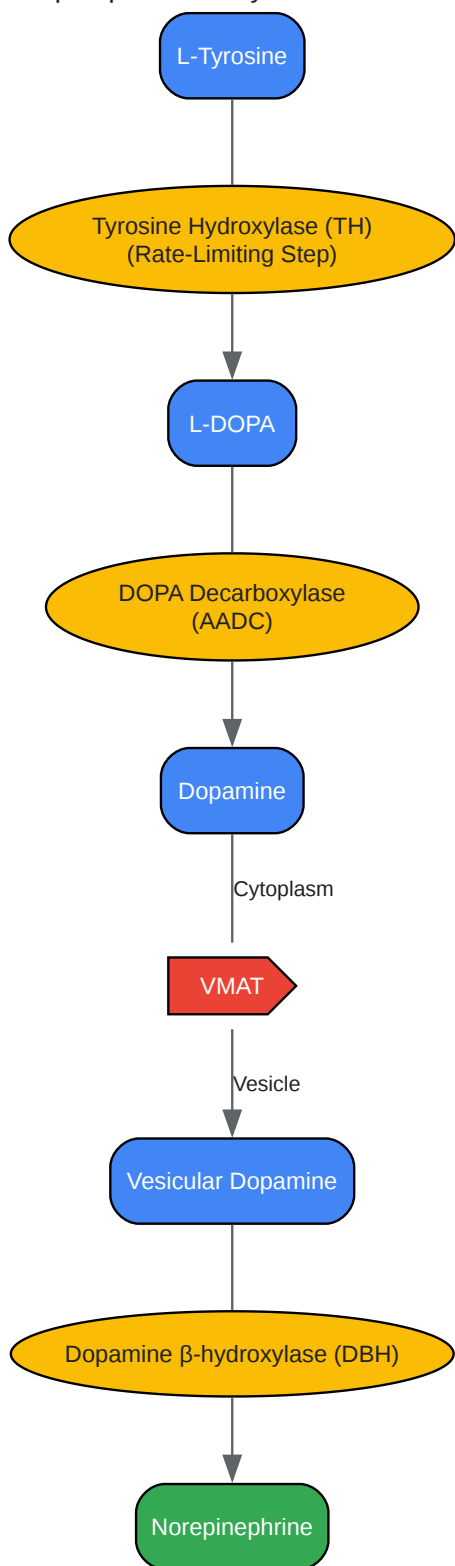 L-Tyrosine
Tyrosine Hydroxylase (TH)
(Rate-Limiting Step)
L-DOPA
DOPA Decarboxylase
(AADC)
Dopamine
Cytoplasm
VMAT
Vesicle
Vesicular Dopamine
Dopamine β-hydroxylase (DBH)
Norepinephrine